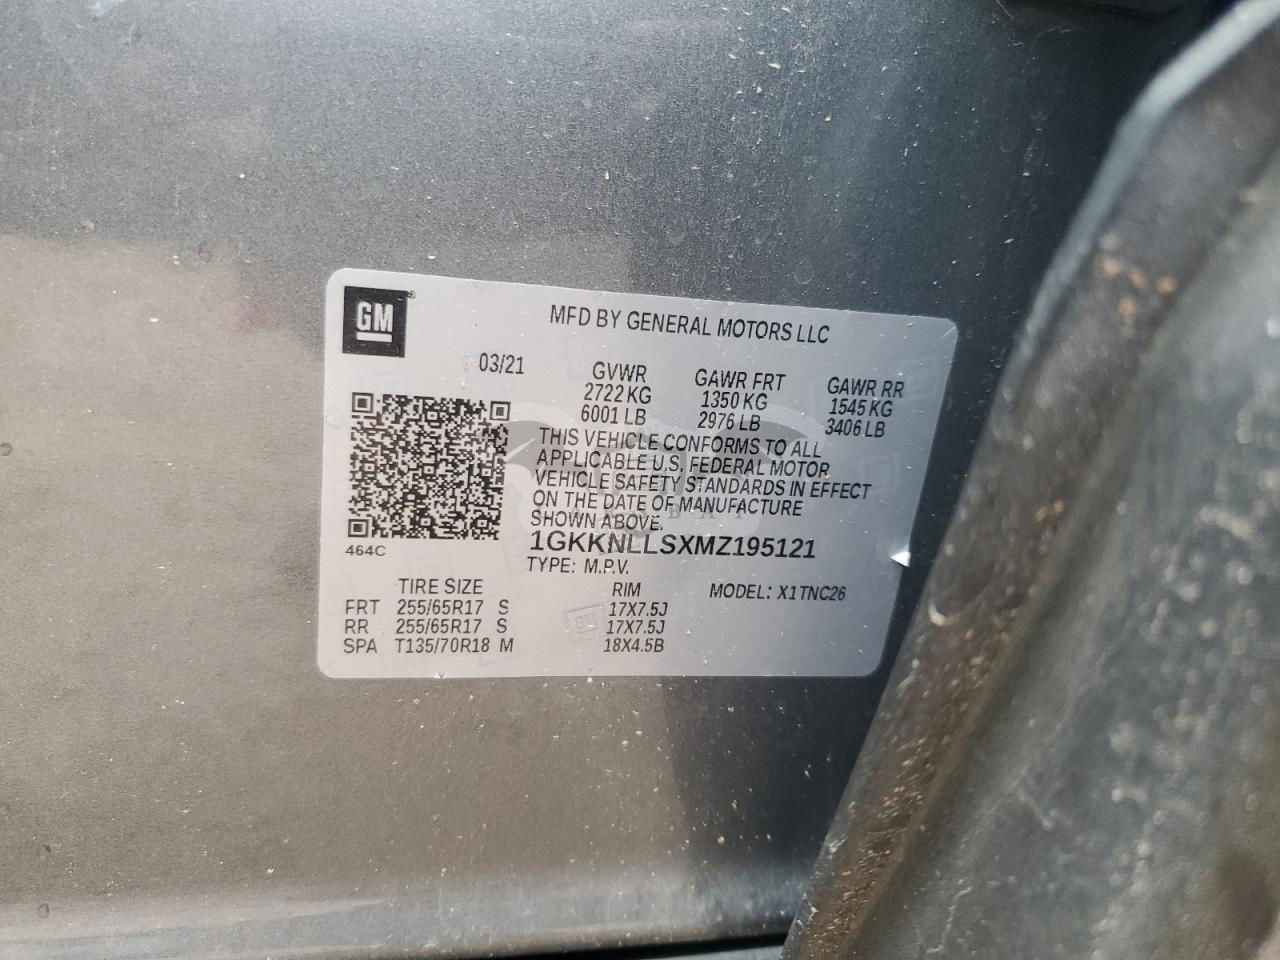 GM
MFD BY GENERAL MOTORS LLC
03/21 GVWR GAWR FRT GAWR RR
2722 KG 1350 KG 1545 KG
6001 LB 2976 LB 3406 LB
THIS VEHICLE CONFORMS TO ALL
APPLICABLE U.S. FEDERAL MOTOR
VEHICLE SAFETY STANDARDS IN EFFECT
ON THE DATE OF MANUFACTURE
SHOWN ABOVE.
464C
1GKKNLLSXMZ195121
TYPE: M.P.V.
TIRE SIZE RIM MODEL: X1TNC26
FRT 255/65R17 S 17X7.5J
RR 255/65R17 S 17X7.5J
SPA T135/70R18 M 18X4.5B
GM